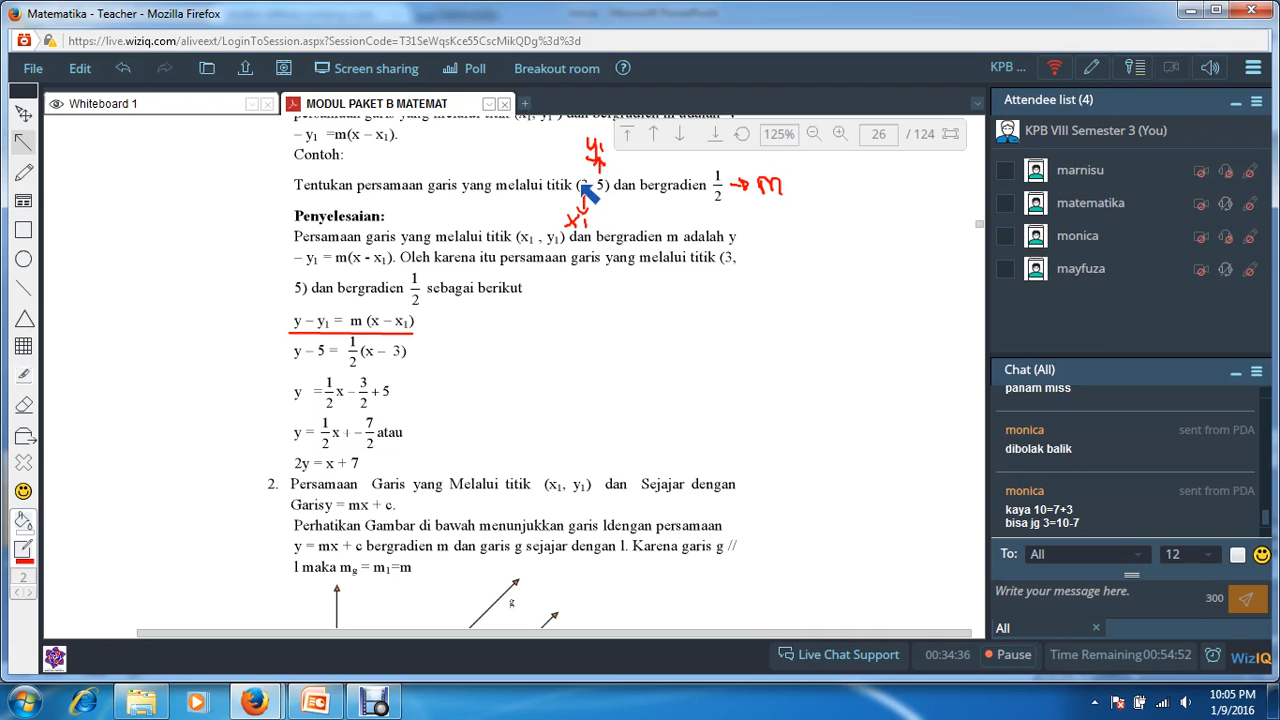 Matematika - Teacher - Mozilla Firefox
https://live.wiziq.com/aliveext/LoginToSession.aspx?SessionCode=T31SeWqsKce55CscMikQDg%3d%3d
File Edit Screen sharing Poll Breakout room ? KPB ...
Whiteboard 1 MODUL PAKET B MATEMAT
Attendee list (4)
KPB VIII Semester 3 (You)
marnisu
matematika
monica
mayfuza
125% 26 / 124
– y₁ =m(x – x₁).
Contoh:
y₁
Tentukan persamaan garis yang melalui titik (3, 5) dan bergradien 1/2 → m
x₁
Penyelesaian:
Persamaan garis yang melalui titik (x₁ , y₁) dan bergradien m adalah y
– y₁ = m(x - x₁). Oleh karena itu persamaan garis yang melalui titik (3,
5) dan bergradien 1/2 sebagai berikut
y – y₁ = m (x – x₁)
y – 5 = 1/2 (x – 3)
y = 1/2 x – 3/2 + 5
y = 1/2 x + – 7/2 atau
2y = x + 7
2. Persamaan Garis yang Melalui titik (x₁, y₁) dan Sejajar dengan
Garisy = mx + c.
Perhatikan Gambar di bawah menunjukkan garis ldengan persamaan
y = mx + c bergradien m dan garis g sejajar dengan l. Karena garis g //
l maka mg = m₁=m
g
Chat (All)
monica sent from PDA
dibolak balik
monica sent from PDA
kaya 10=7+3
bisa jg 3=10-7
To: All 12
Write your message here. 300
All
2
Live Chat Support 00:34:36 Pause Time Remaining 00:54:52 WizIQ
10:05 PM
1/9/2016